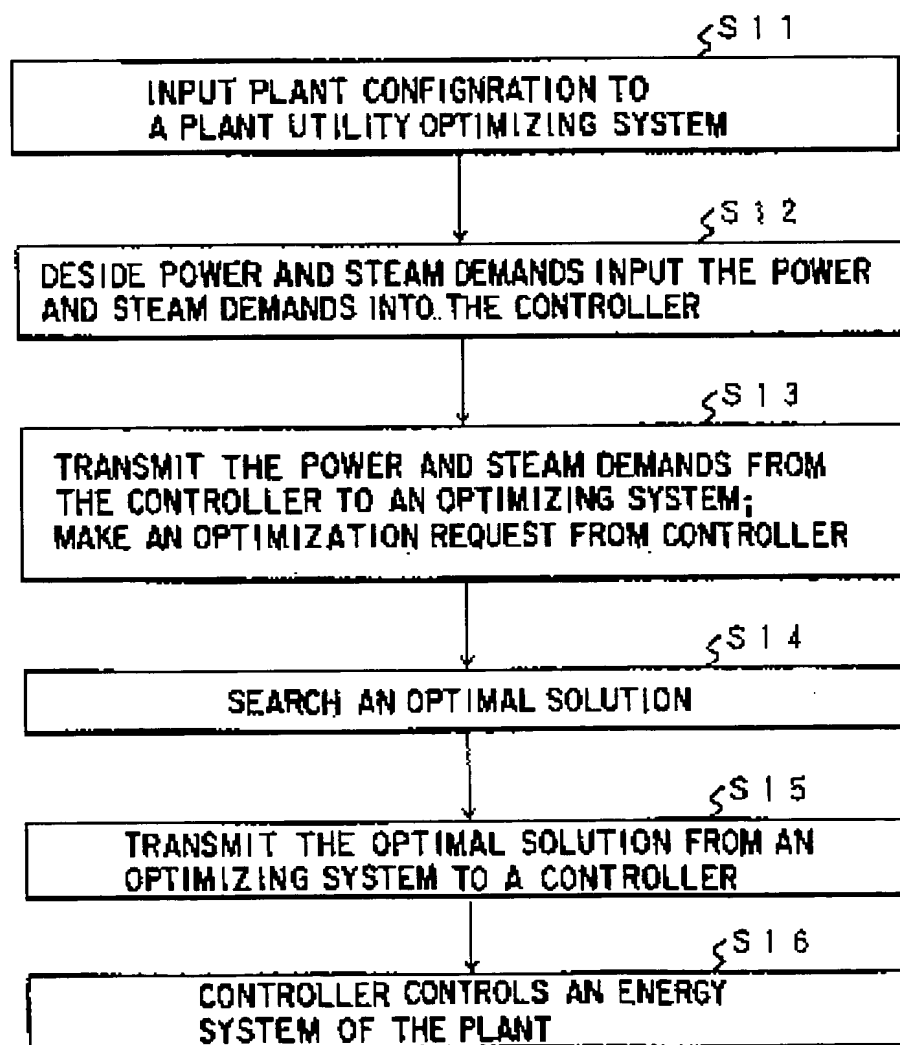 S11
INPUT PLANT CONFIGNRATION TO
A PLANT UTILITY OPTIMIZING SYSTEM
S12
DESIDE POWER AND STEAM DEMANDS INPUT THE POWER
AND STEAM DEMANDS INTO THE CONTROLLER
S13
TRANSMIT THE POWER AND STEAM DEMANDS FROM
THE CONTROLLER TO AN OPTIMIZING SYSTEM;
MAKE AN OPTIMIZATION REQUEST FROM CONTROLLER
S14
SEARCH AN OPTIMAL SOLUTION
S15
TRANSMIT THE OPTIMAL SOLUTION FROM AN
OPTIMIZING SYSTEM TO A CONTROLLER
S16
CONTROLLER CONTROLS AN ENERGY
SYSTEM OF THE PLANT